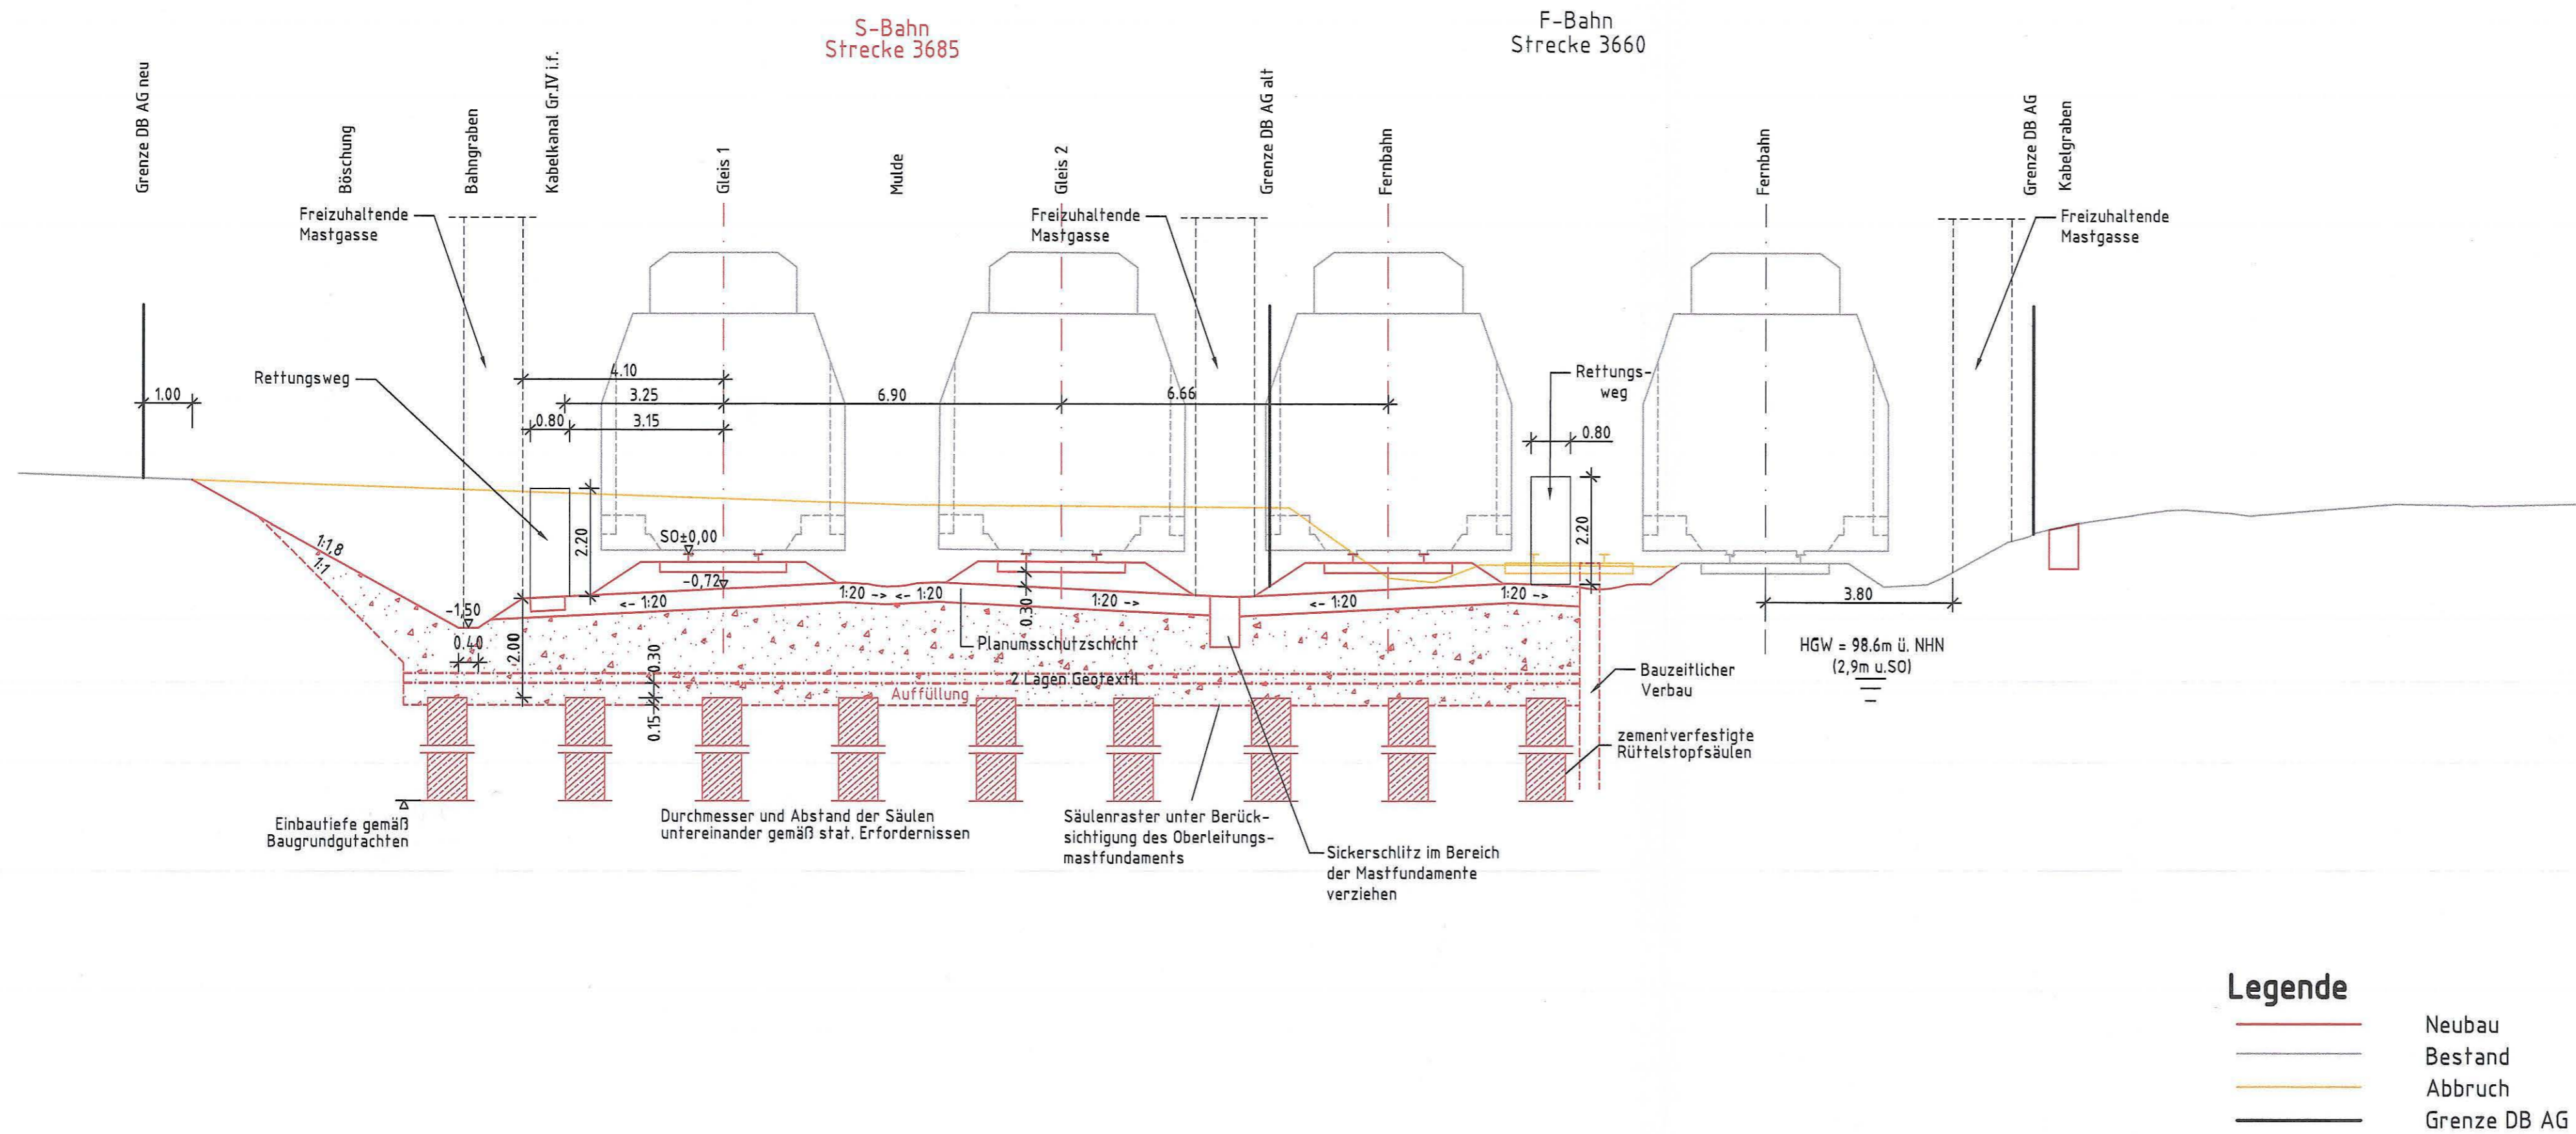 S-Bahn
Strecke 3685
F-Bahn
Strecke 3660
Grenze DB AG neu
Böschung
Bahngraben
Kabelkanal Gr.IV i.f.
Gleis 1
Mulde
Gleis 2
Grenze DB AG alt
Fernbahn
Fernbahn
Grenze DB AG
Kabelgraben
Freizuhaltende
Mastgasse
Freizuhaltende
Mastgasse
Freizuhaltende
Mastgasse
Rettungsweg
Rettungs-
weg
4.10
1.00
3.25
6.90
6.66
0.80
3.15
0.80
2.20
2.20
SO±0,00
-0,72
1:1,8
1:1
-1,50
0.40
2.00
<- 1:20
1:20 -> <- 1:20
1:20 ->
<- 1:20
1:20 ->
0.30
3.80
Planumsschutzschicht
0.30
2 Lagen Geotextil
Auffüllung
0.15
HGW = 98.6m ü. NHN
(2,9m u.SO)
Bauzeitlicher
Verbau
zementverfestigte
Rüttelstopfsäulen
Einbautiefe gemäß
Baugrundgutachten
Durchmesser und Abstand der Säulen
untereinander gemäß stat. Erfordernissen
Säulenraster unter Berück-
sichtigung des Oberleitungs-
mastfundaments
Sickerschlitz im Bereich
der Mastfundamente
verziehen
Legende
Neubau
Bestand
Abbruch
Grenze DB AG